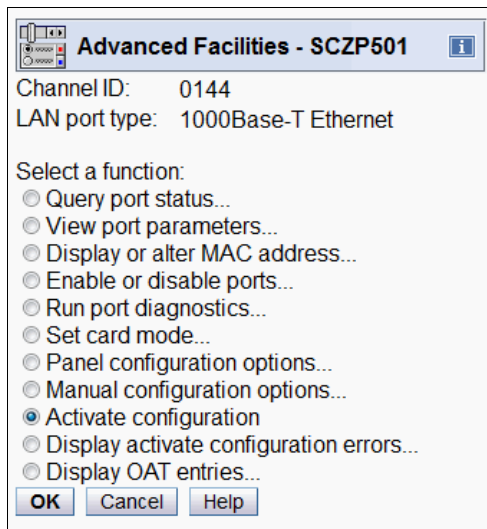 Advanced Facilities - SCZP501
Channel ID: 0144
LAN port type: 1000Base-T Ethernet
Select a function:
Query port status...
View port parameters...
Display or alter MAC address...
Enable or disable ports...
Run port diagnostics...
Set card mode...
Panel configuration options...
Manual configuration options...
Activate configuration
Display activate configuration errors...
Display OAT entries...
OK Cancel Help